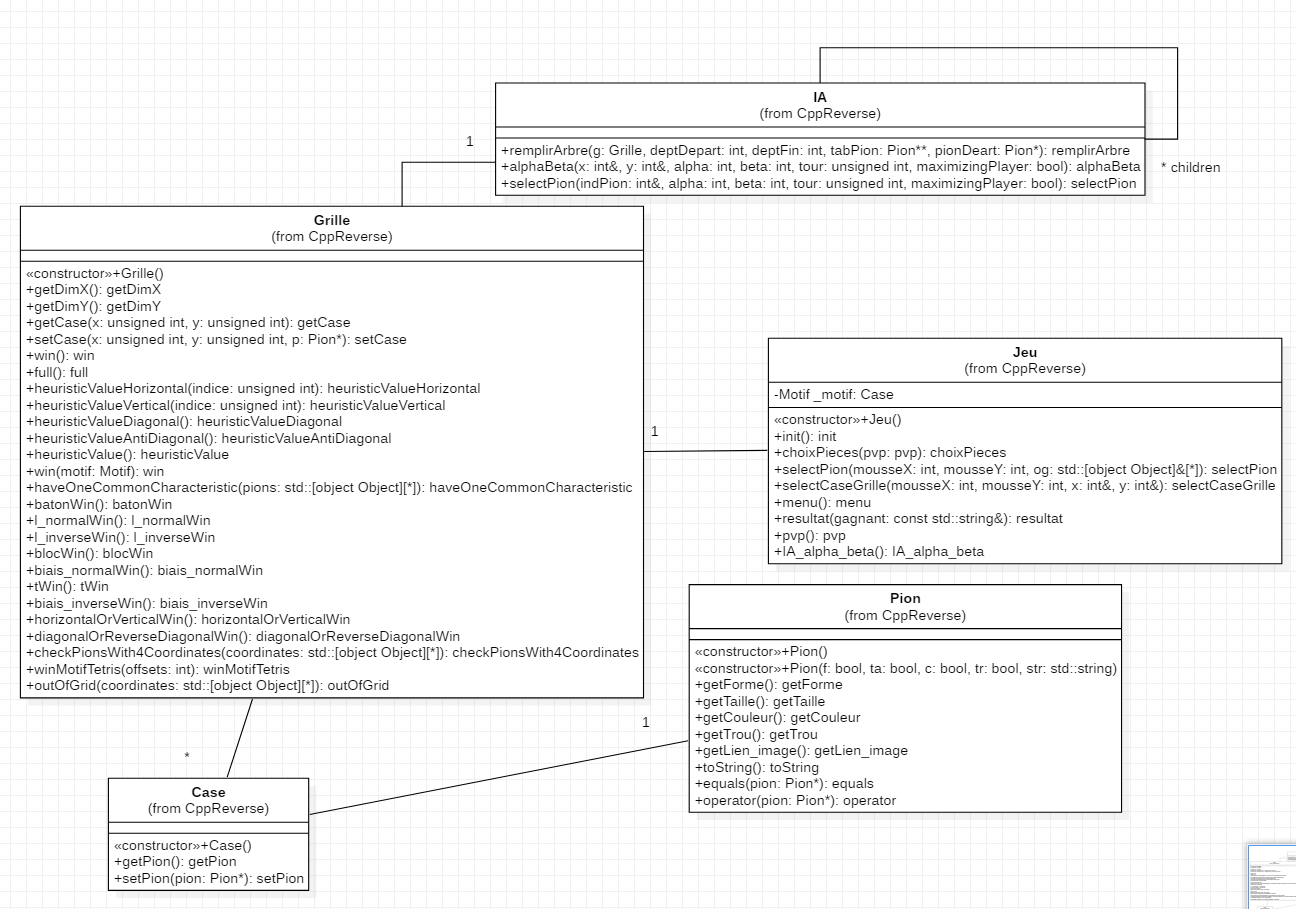 IA
(from CppReverse)
+remplirArbre(g: Grille, deptDepart: int, deptFin: int, tabPion: Pion**, pionDeart: Pion*): remplirArbre
+alphaBeta(x: int&, y: int&, alpha: int, beta: int, tour: unsigned int, maximizingPlayer: bool): alphaBeta
+selectPion(indPion: int&, alpha: int, beta: int, tour: unsigned int, maximizingPlayer: bool): selectPion
1
* children
Grille
(from CppReverse)
«constructor»+Grille()
+getDimX(): getDimX
+getDimY(): getDimY
+getCase(x: unsigned int, y: unsigned int): getCase
+setCase(x: unsigned int, y: unsigned int, p: Pion*): setCase
+win(): win
+full(): full
+heuristicValueHorizontal(indice: unsigned int): heuristicValueHorizontal
+heuristicValueVertical(indice: unsigned int): heuristicValueVertical
+heuristicValueDiagonal(): heuristicValueDiagonal
+heuristicValueAntiDiagonal(): heuristicValueAntiDiagonal
+heuristicValue(): heuristicValue
+win(motif: Motif): win
+haveOneCommonCharacteristic(pions: std::[object Object][*]): haveOneCommonCharacteristic
+batonWin(): batonWin
+l_normalWin(): l_normalWin
+l_inverseWin(): l_inverseWin
+blocWin(): blocWin
+biais_normalWin(): biais_normalWin
+tWin(): tWin
+biais_inverseWin(): biais_inverseWin
+horizontalOrVerticalWin(): horizontalOrVerticalWin
+diagonalOrReverseDiagonalWin(): diagonalOrReverseDiagonalWin
+checkPionsWith4Coordinates(coordinates: std::[object Object][*]): checkPionsWith4Coordinates
+winMotifTetris(offsets: int): winMotifTetris
+outOfGrid(coordinates: std::[object Object][*]): outOfGrid
1
Jeu
(from CppReverse)
-Motif _motif: Case
«constructor»+Jeu()
+init(): init
+choixPieces(pvp: pvp): choixPieces
+selectPion(mousseX: int, mousseY: int, og: std::[object Object]&[*]): selectPion
+selectCaseGrille(mousseX: int, mousseY: int, x: int&, y: int&): selectCaseGrille
+menu(): menu
+resultat(gagnant: const std::string&): resultat
+pvp(): pvp
+IA_alpha_beta(): IA_alpha_beta
Pion
(from CppReverse)
«constructor»+Pion()
«constructor»+Pion(f: bool, ta: bool, c: bool, tr: bool, str: std::string)
+getForme(): getForme
+getTaille(): getTaille
+getCouleur(): getCouleur
+getTrou(): getTrou
+getLien_image(): getLien_image
+toString(): toString
+equals(pion: Pion*): equals
+operator(pion: Pion*): operator
1
*
Case
(from CppReverse)
«constructor»+Case()
+getPion(): getPion
+setPion(pion: Pion*): setPion